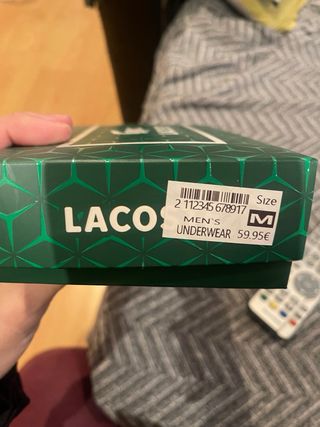 Size
2 112345 678917
MEN`S M
UNDERWEAR 59.95€
LACOS